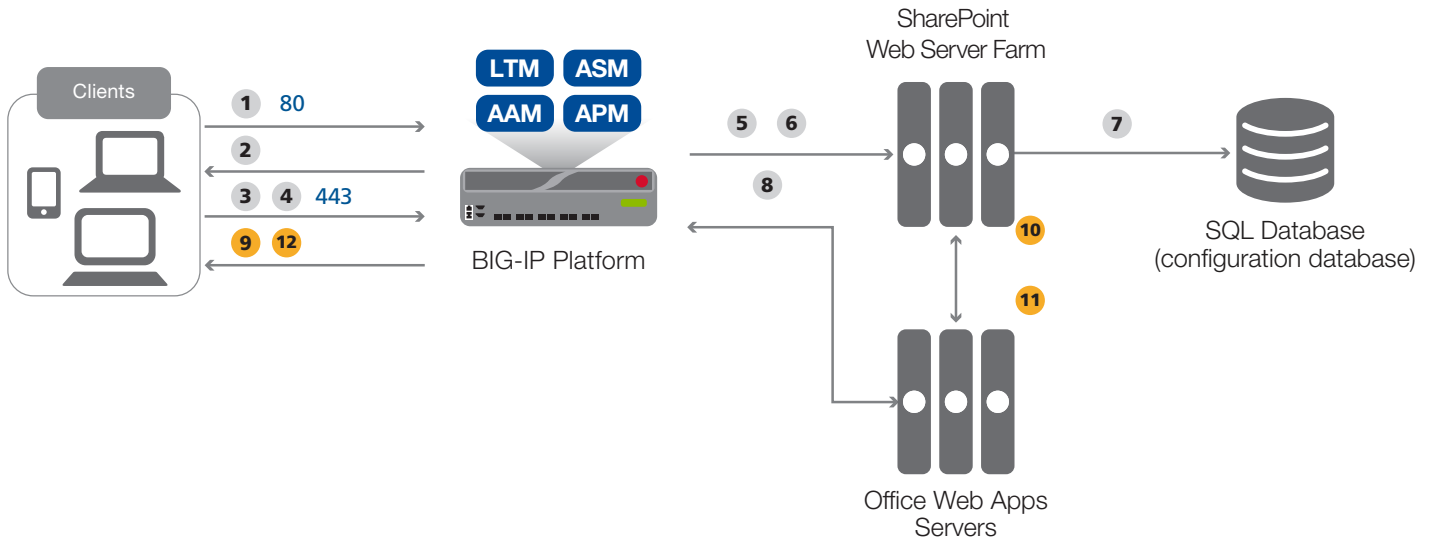 SharePoint
Web Server Farm
LTM ASM
AAM APM
Clients
1 80
2
3 4 443
9 12
BIG-IP Platform
5 6
8
7
10
11
SQL Database
(configuration database)
Office Web Apps
Servers